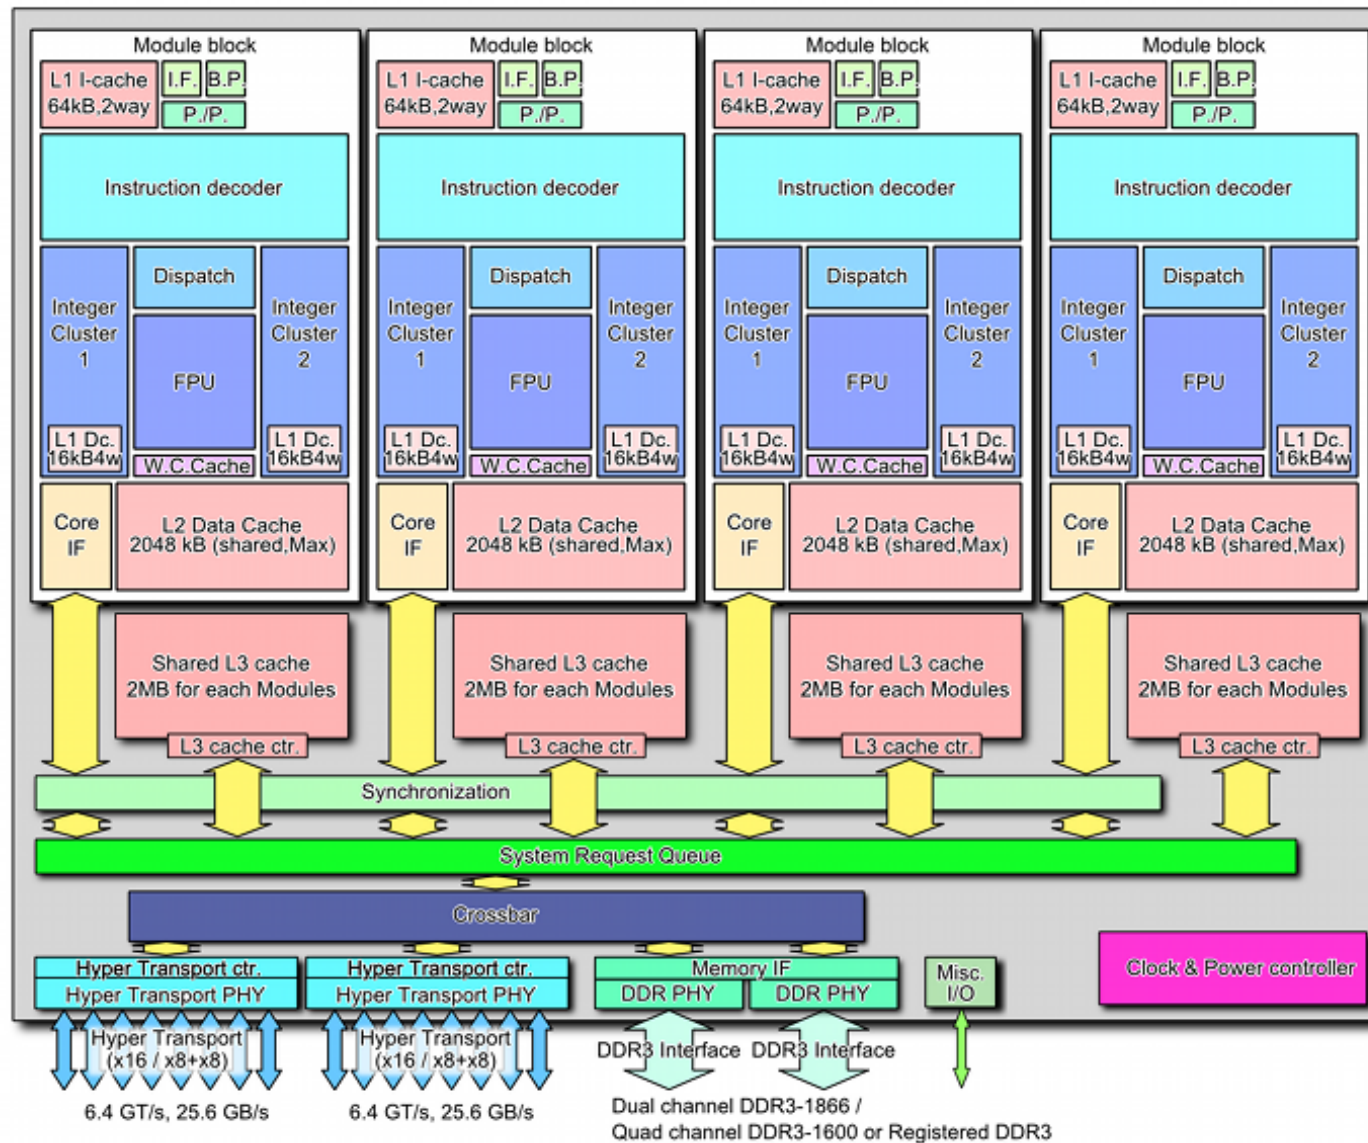 Module block
L1 I-cache
64kB,2way
I.F.
B.P.
P./P.
Instruction decoder
Integer
Cluster
1
Dispatch
FPU
Integer
Cluster
2
L1 Dc.
16kB4w
W.C.Cache
L1 Dc.
16kB4w
Core
IF
L2 Data Cache
2048 kB (shared,Max)
Module block
L1 I-cache
64kB,2way
I.F.
B.P.
P./P.
Instruction decoder
Integer
Cluster
1
Dispatch
FPU
Integer
Cluster
2
L1 Dc.
16kB4w
W.C.Cache
L1 Dc.
16kB4w
Core
IF
L2 Data Cache
2048 kB (shared,Max)
Module block
L1 I-cache
64kB,2way
I.F.
B.P.
P./P.
Instruction decoder
Integer
Cluster
1
Dispatch
FPU
Integer
Cluster
2
L1 Dc.
16kB4w
W.C.Cache
L1 Dc.
16kB4w
Core
IF
L2 Data Cache
2048 kB (shared,Max)
Module block
L1 I-cache
64kB,2way
I.F.
B.P.
P./P.
Instruction decoder
Integer
Cluster
1
Dispatch
FPU
Integer
Cluster
2
L1 Dc.
16kB4w
W.C.Cache
L1 Dc.
16kB4w
Core
IF
L2 Data Cache
2048 kB (shared,Max)
Shared L3 cache
2MB for each Modules
L3 cache ctr.
Shared L3 cache
2MB for each Modules
L3 cache ctr.
Shared L3 cache
2MB for each Modules
L3 cache ctr.
Shared L3 cache
2MB for each Modules
L3 cache ctr.
Synchronization
System Request Queue
Crossbar
Hyper Transport ctr.
Hyper Transport PHY
Hyper Transport ctr.
Hyper Transport PHY
Memory IF
DDR PHY
DDR PHY
Misc.
I/O
Clock & Power controller
Hyper Transport
(x16 / x8+x8)
Hyper Transport
(x16 / x8+x8)
DDR3 Interface
DDR3 Interface
6.4 GT/s, 25.6 GB/s
6.4 GT/s, 25.6 GB/s
Dual channel DDR3-1866 /
Quad channel DDR3-1600 or Registered DDR3